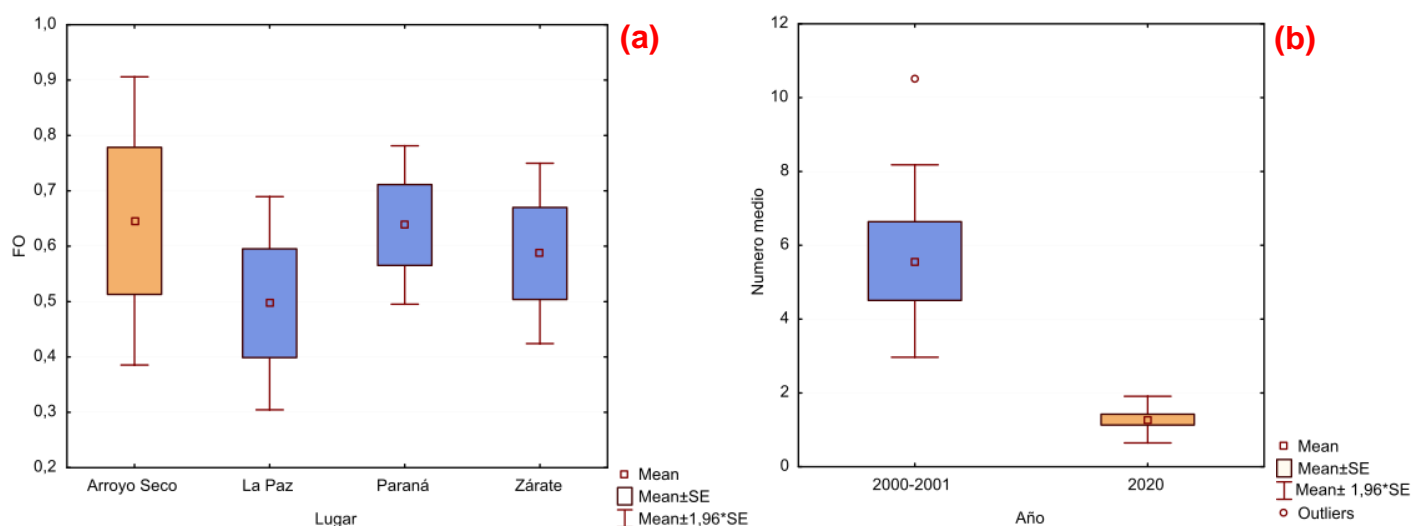 (a)
1,0
0,9
0,8
0,7
0,6
0,5
0,4
0,3
0,2
FO
Arroyo Seco
La Paz
Paraná
Zárate
Lugar
Mean
Mean±SE
Mean±1,96*SE
(b)
12
10
8
6
4
2
0
Numero medio
2000-2001
2020
Año
Mean
Mean±SE
Mean± 1,96*SE
Outliers